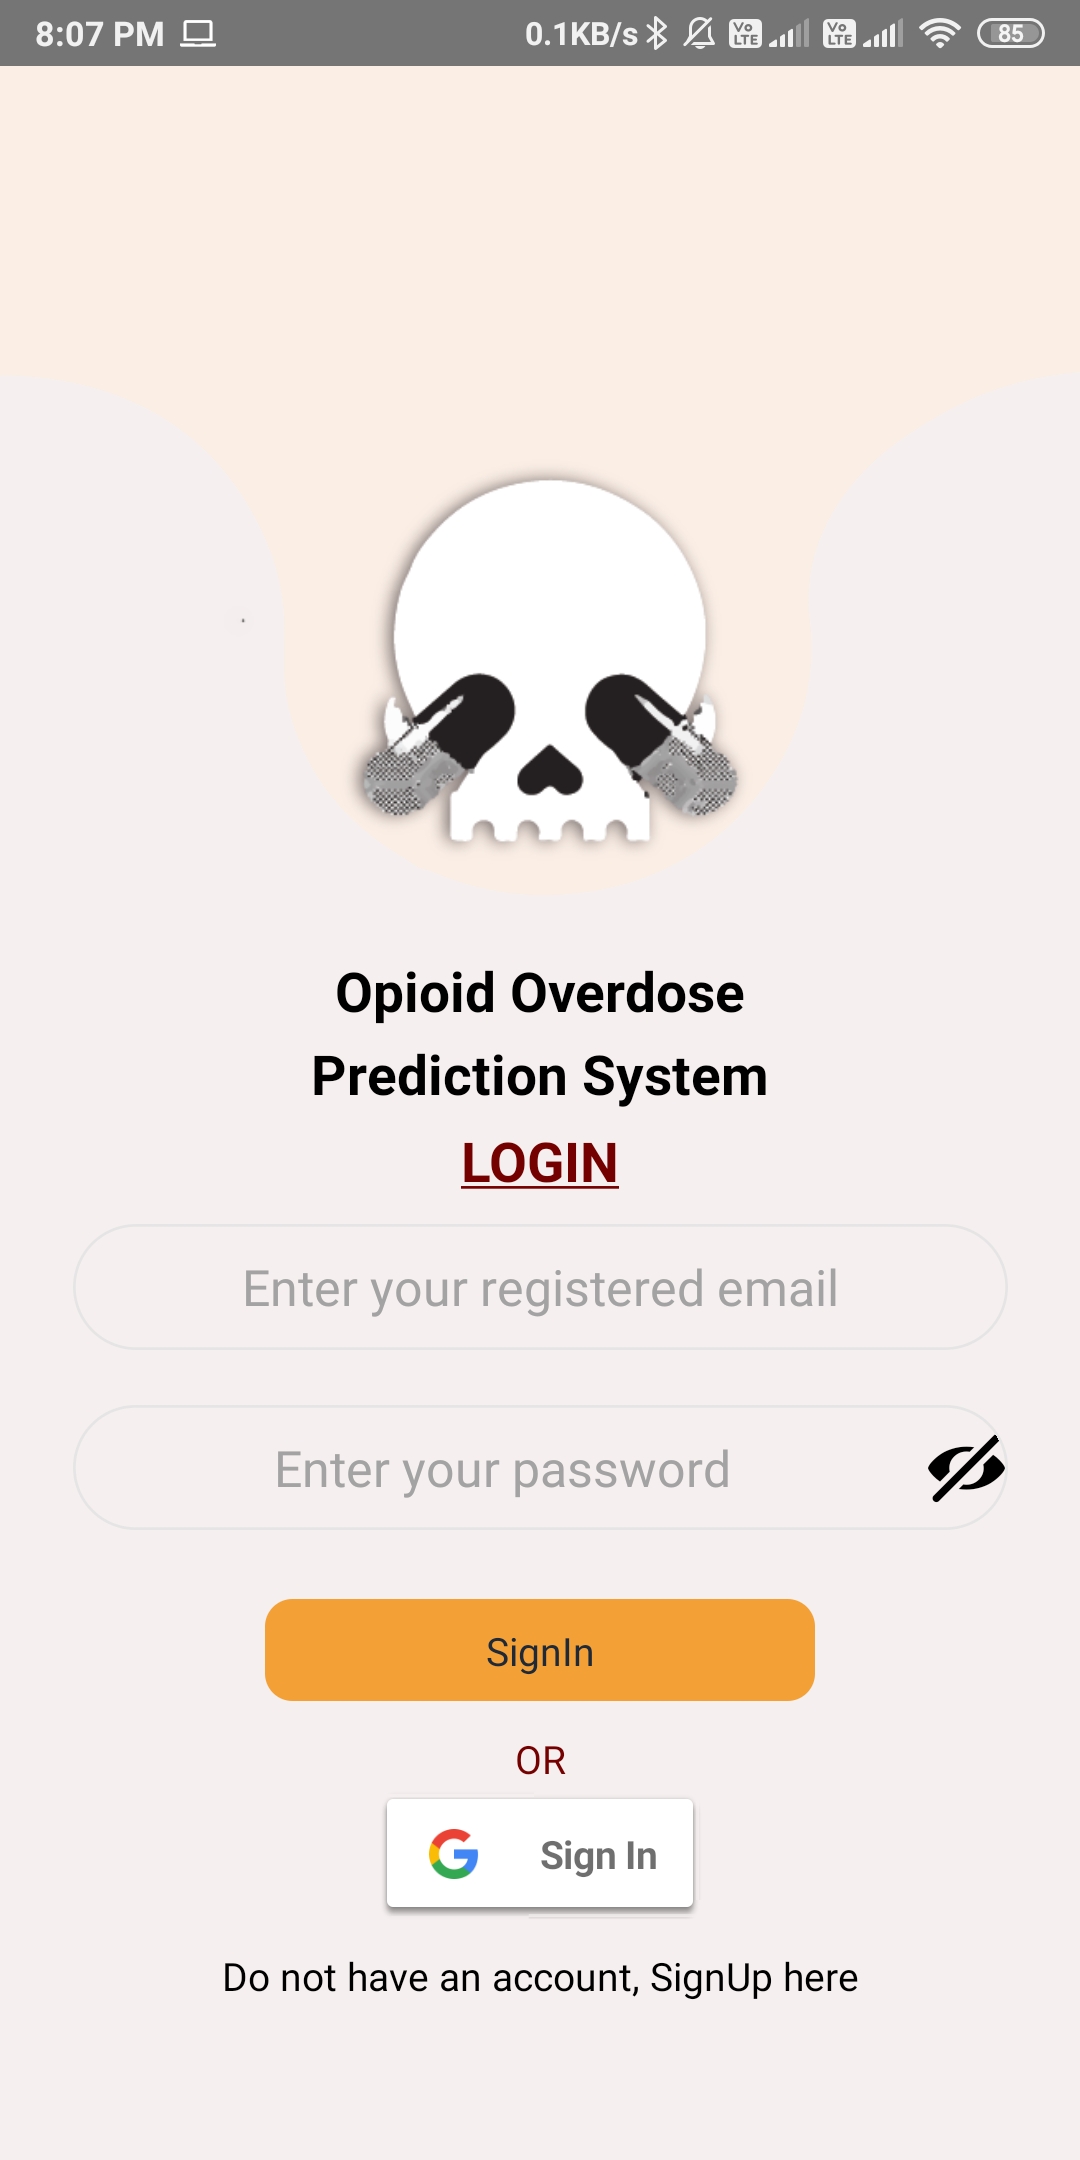 8:07 PM 0.1KB/s Vo LTE Vo LTE 85
Opioid Overdose
Prediction System
LOGIN
Enter your registered email
Enter your password
SignIn
OR
G Sign In
Do not have an account, SignUp here